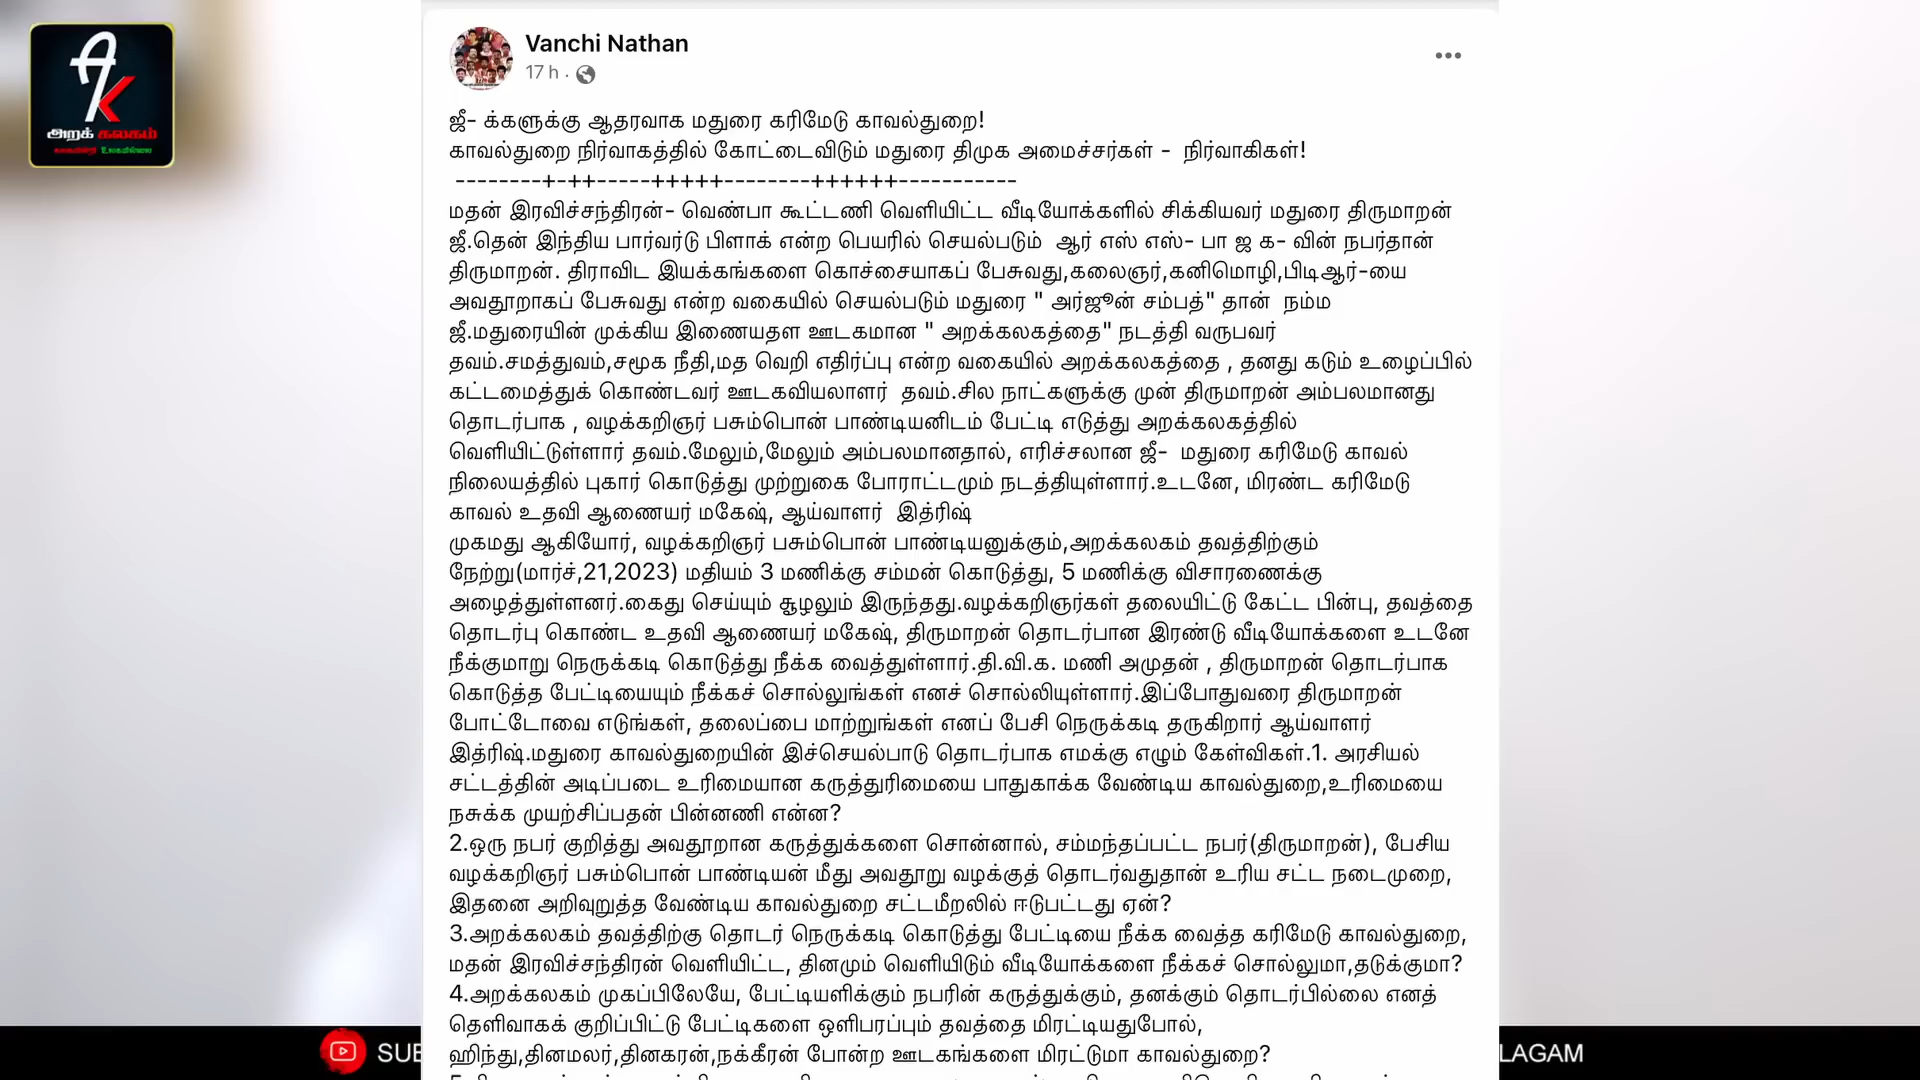 AK
அறக் கலகம்
Vanchi Nathan
17 h ·
ஜீ- க்களுக்கு ஆதரவாக மதுரை கரிமேடு காவல்துறை!
காவல்துறை நிர்வாகத்தில் கோட்டைவிடும் மதுரை திமுக அமைச்சர்கள் - நிர்வாகிகள்!
--------+-++-----+++++--------++++++-----------
மதன் இரவிச்சந்திரன்- வெண்பா கூட்டணி வெளியிட்ட வீடியோக்களில் சிக்கியவர் மதுரை திருமாறன்
ஜீ.தென் இந்திய பார்வர்டு பிளாக் என்ற பெயரில் செயல்படும் ஆர் எஸ் எஸ்- பா ஜ க- வின் நபர்தான்
திருமாறன். திராவிட இயக்கங்களை கொச்சையாகப் பேசுவது,கலைஞர்,கனிமொழி,பிடிஆர்-யை
அவதூறாகப் பேசுவது என்ற வகையில் செயல்படும் மதுரை " அர்ஜூன் சம்பத்" தான் நம்ம
ஜீ.மதுரையின் முக்கிய இணையதள ஊடகமான " அறக்கலகத்தை" நடத்தி வருபவர்
தவம்.சமத்துவம்,சமூக நீதி,மத வெறி எதிர்ப்பு என்ற வகையில் அறக்கலகத்தை , தனது கடும் உழைப்பில்
கட்டமைத்துக் கொண்டவர் ஊடகவியலாளர் தவம்.சில நாட்களுக்கு முன் திருமாறன் அம்பலமானது
தொடர்பாக , வழக்கறிஞர் பசும்பொன் பாண்டியனிடம் பேட்டி எடுத்து அறக்கலகத்தில்
வெளியிட்டுள்ளார் தவம்.மேலும்,மேலும் அம்பலமானதால், எரிச்சலான ஜீ- மதுரை கரிமேடு காவல்
நிலையத்தில் புகார் கொடுத்து முற்றுகை போராட்டமும் நடத்தியுள்ளார்.உடனே, மிரண்ட கரிமேடு
காவல் உதவி ஆணையர் மகேஷ், ஆய்வாளர் இத்ரிஷ்
முகமது ஆகியோர், வழக்கறிஞர் பசும்பொன் பாண்டியனுக்கும்,அறக்கலகம் தவத்திற்கும்
நேற்று(மார்ச்,21,2023) மதியம் 3 மணிக்கு சம்மன் கொடுத்து, 5 மணிக்கு விசாரணைக்கு
அழைத்துள்ளனர்.கைது செய்யும் சூழலும் இருந்தது.வழக்கறிஞர்கள் தலையிட்டு கேட்ட பின்பு, தவத்தை
தொடர்பு கொண்ட உதவி ஆணையர் மகேஷ், திருமாறன் தொடர்பான இரண்டு வீடியோக்களை உடனே
நீக்குமாறு நெருக்கடி கொடுத்து நீக்க வைத்துள்ளார்.தி.வி.க. மணி அமுதன் , திருமாறன் தொடர்பாக
கொடுத்த பேட்டியையும் நீக்கச் சொல்லுங்கள் எனச் சொல்லியுள்ளார்.இப்போதுவரை திருமாறன்
போட்டோவை எடுங்கள், தலைப்பை மாற்றுங்கள் எனப் பேசி நெருக்கடி தருகிறார் ஆய்வாளர்
இத்ரிஷ்.மதுரை காவல்துறையின் இச்செயல்பாடு தொடர்பாக எமக்கு எழும் கேள்விகள்.1. அரசியல்
சட்டத்தின் அடிப்படை உரிமையான கருத்துரிமையை பாதுகாக்க வேண்டிய காவல்துறை,உரிமையை
நசுக்க முயற்சிப்பதன் பின்னணி என்ன?
2.ஒரு நபர் குறித்து அவதூறான கருத்துக்களை சொன்னால், சம்மந்தப்பட்ட நபர்(திருமாறன்), பேசிய
வழக்கறிஞர் பசும்பொன் பாண்டியன் மீது அவதூறு வழக்குத் தொடர்வதுதான் உரிய சட்ட நடைமுறை,
இதனை அறிவுறுத்த வேண்டிய காவல்துறை சட்டமீறலில் ஈடுபட்டது ஏன்?
3.அறக்கலகம் தவத்திற்கு தொடர் நெருக்கடி கொடுத்து பேட்டியை நீக்க வைத்த கரிமேடு காவல்துறை,
மதன் இரவிச்சந்திரன் வெளியிட்ட, தினமும் வெளியிடும் வீடியோக்களை நீக்கச் சொல்லுமா,தடுக்குமா?
4.அறக்கலகம் முகப்பிலேயே, பேட்டியளிக்கும் நபரின் கருத்துக்கும், தனக்கும் தொடர்பில்லை எனத்
தெளிவாகக் குறிப்பிட்டு பேட்டிகளை ஒளிபரப்பும் தவத்தை மிரட்டியதுபோல்,
ஹிந்து,தினமலர்,தினகரன்,நக்கீரன் போன்ற ஊடகங்களை மிரட்டுமா காவல்துறை?
SUB
LAGAM